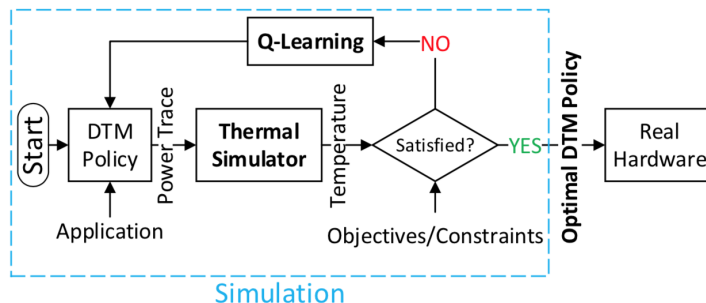 Q-Learning
NO
Start
DTM
Policy
Power Trace
Thermal
Simulator
Temperature
Satisfied?
YES
Optimal DTM Policy
Real
Hardware
Application
Objectives/Constraints
Simulation